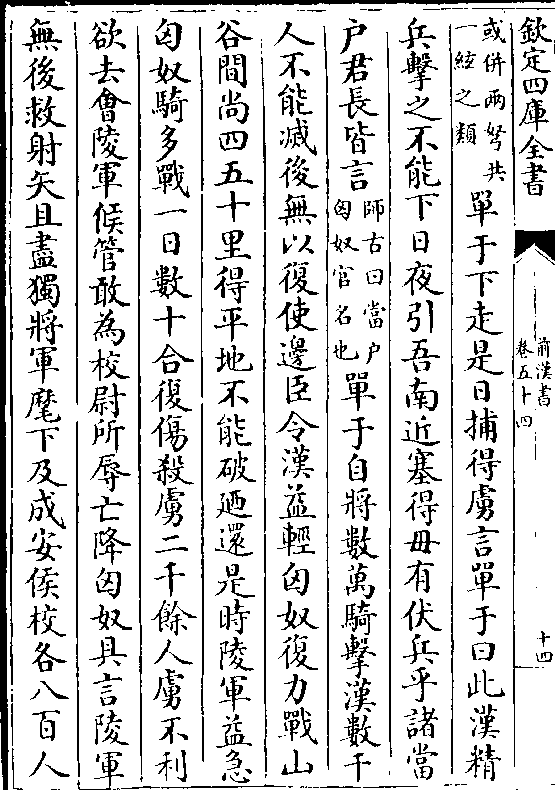 欽定四庫全書
前漢書
卷五十四
十四
或併兩弩共
一絃之類
單于下走是日捕得虜言單于曰此漢精
兵擊之不能下日夜引吾南近塞得毋有伏兵乎諸當
户君長皆言
師古曰當户
匈奴官名也
單于自將數萬騎擊漢數千
人不能滅後無以復使邊臣令漢益輕匈奴復力戰山
谷間尚四五十里得平地不能破廼還是時陵軍益急
匈奴騎多戰一日數十合復傷殺虜二千餘人虜不利
欲去會陵軍候管敢為校尉所辱亡降匈奴具言陵軍
無後救射矢且盡獨將軍麾下及成安侯校各八百人